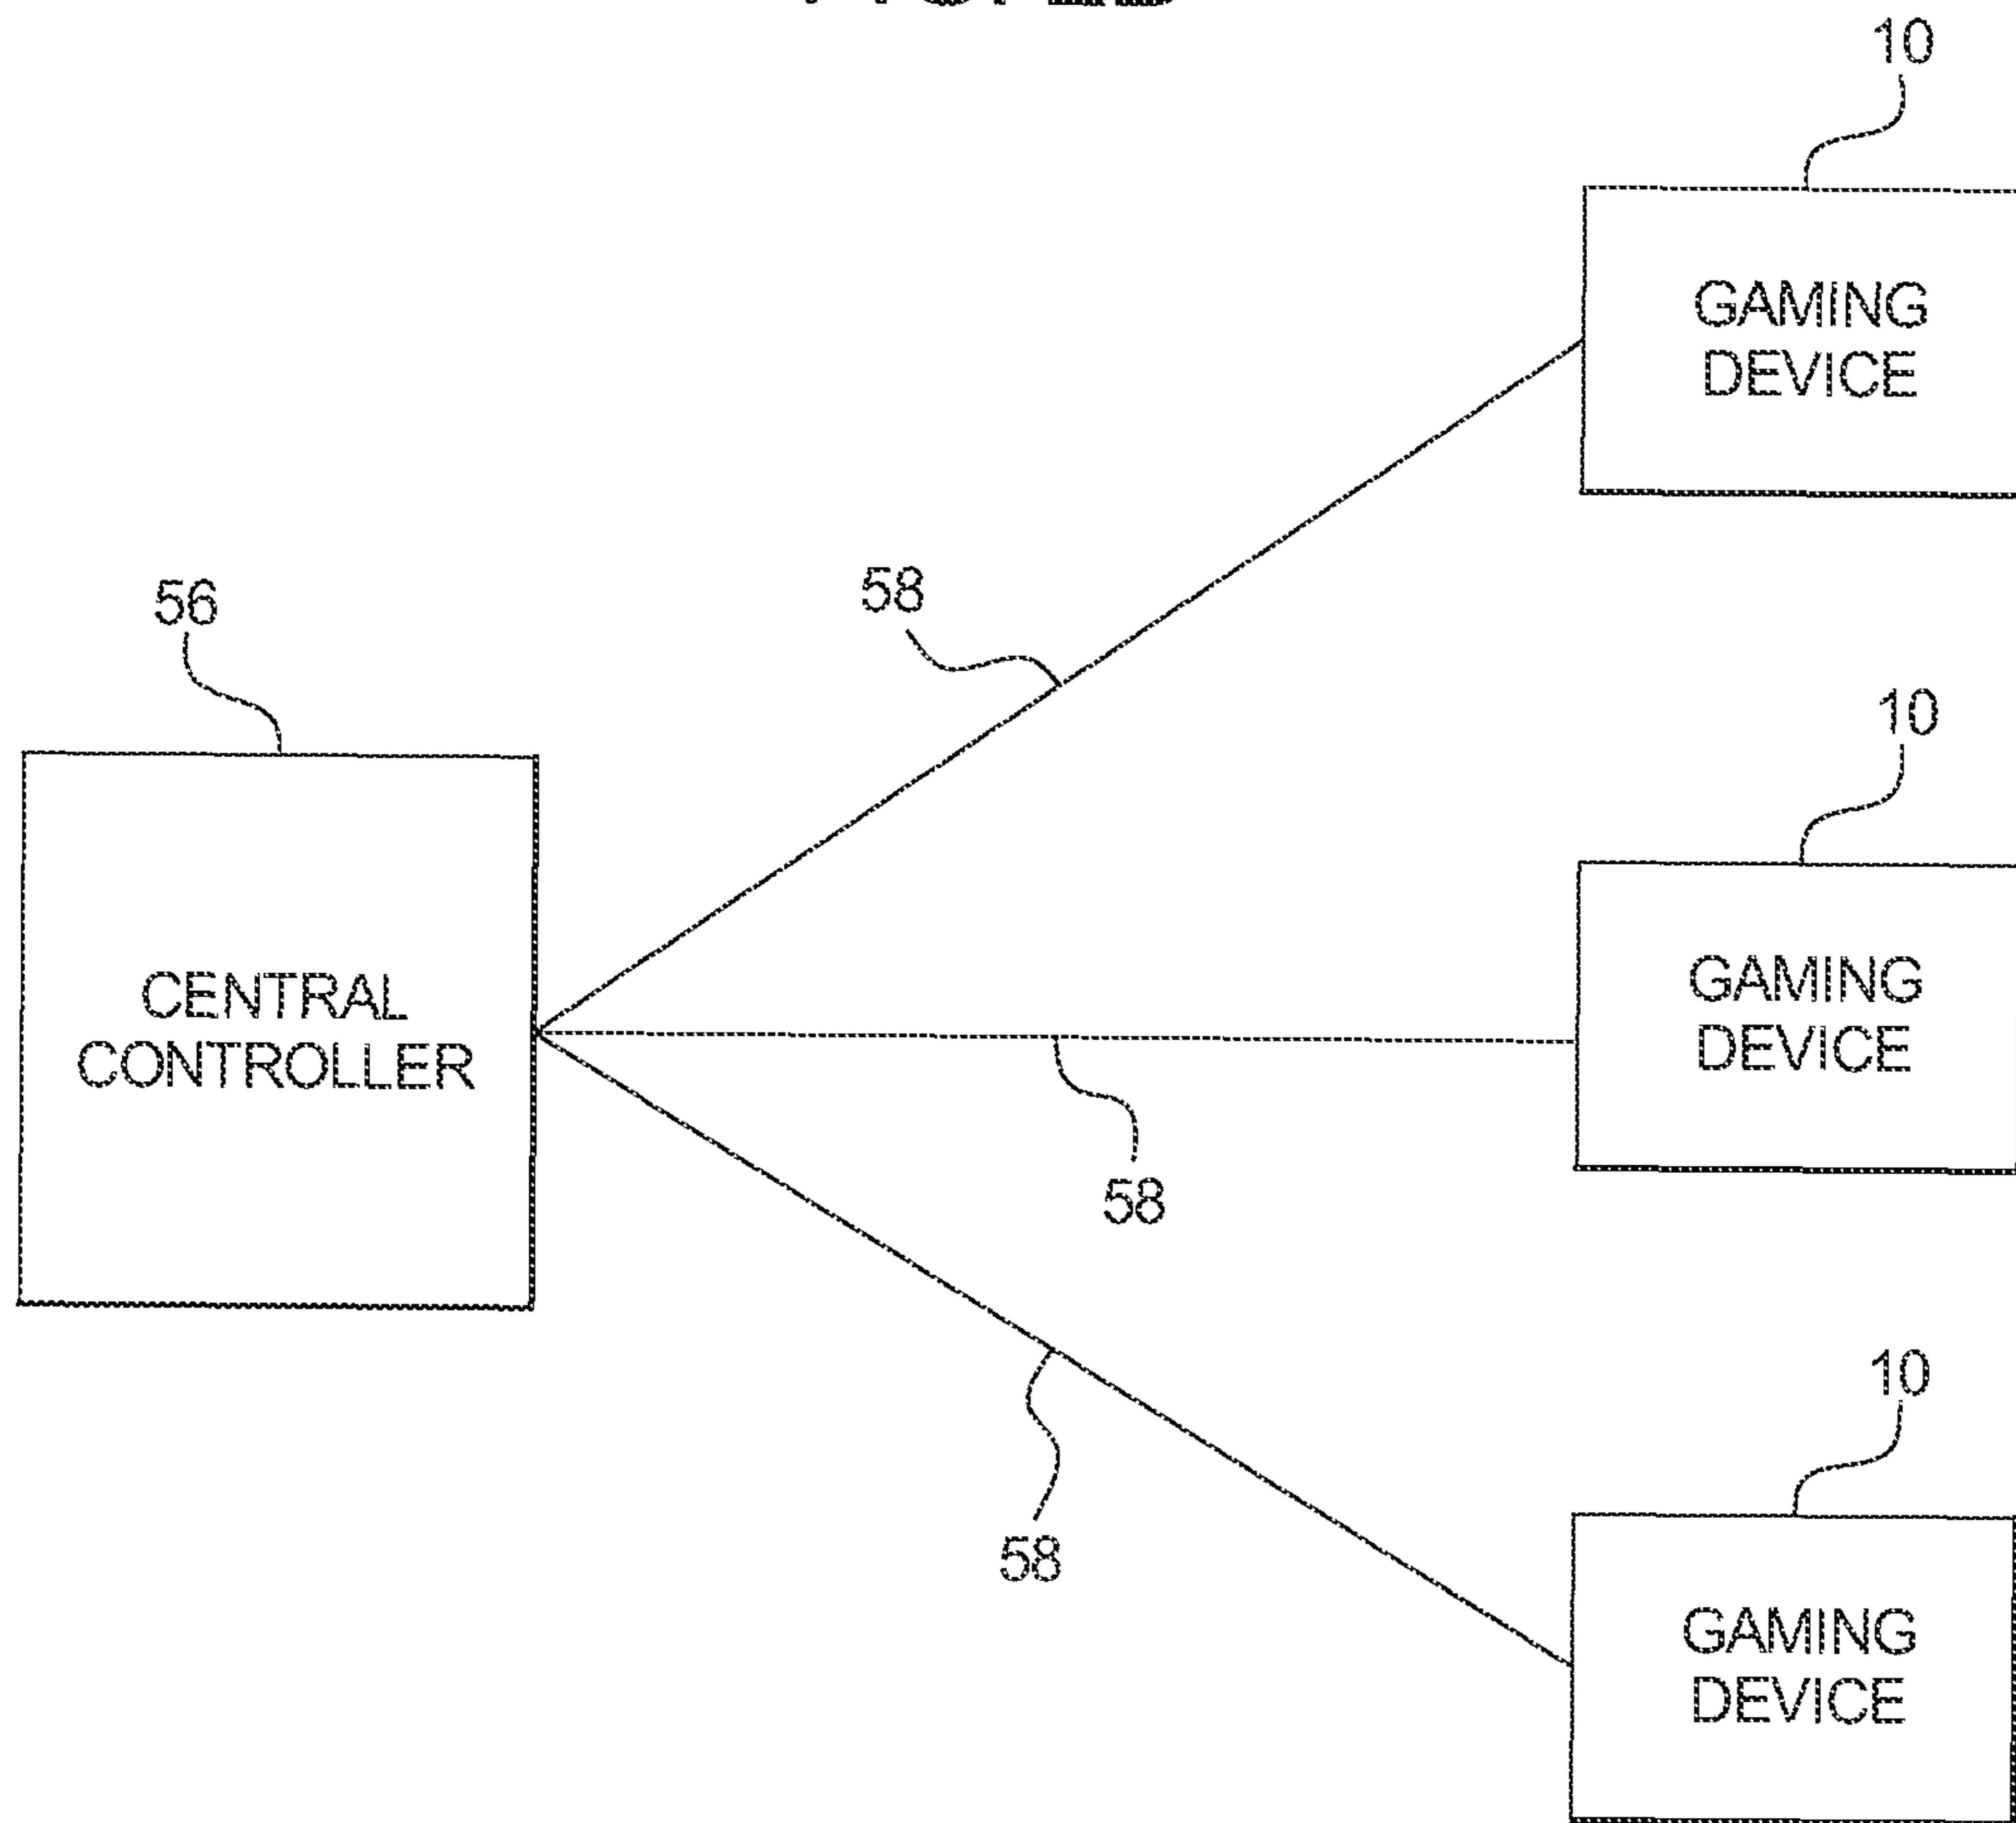 10
GAMING
DEVICE
56
58
10
CENTRAL
CONTROLLER
GAMING
DEVICE
58
10
58
GAMING
DEVICE